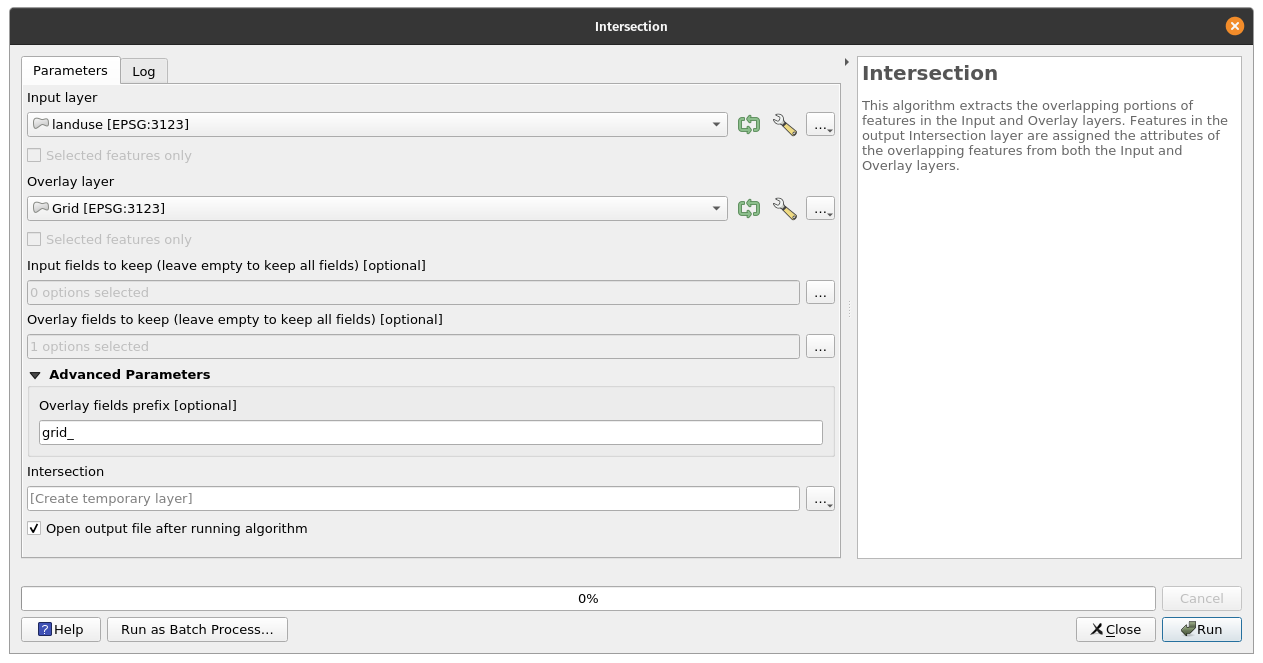 Intersection
Parameters
Log
Input layer
landuse [EPSG:3123]
...
Selected features only
Overlay layer
Grid [EPSG:3123]
...
Selected features only
Input fields to keep (leave empty to keep all fields) [optional]
0 options selected
...
Overlay fields to keep (leave empty to keep all fields) [optional]
1 options selected
...
Advanced Parameters
Overlay fields prefix [optional]
grid_
Intersection
[Create temporary layer]
...
Open output file after running algorithm
Intersection
This algorithm extracts the overlapping portions of
features in the Input and Overlay layers. Features in the
output Intersection layer are assigned the attributes of
the overlapping features from both the Input and
Overlay layers.
0%
Cancel
Help
Run as Batch Process...
Close
Run